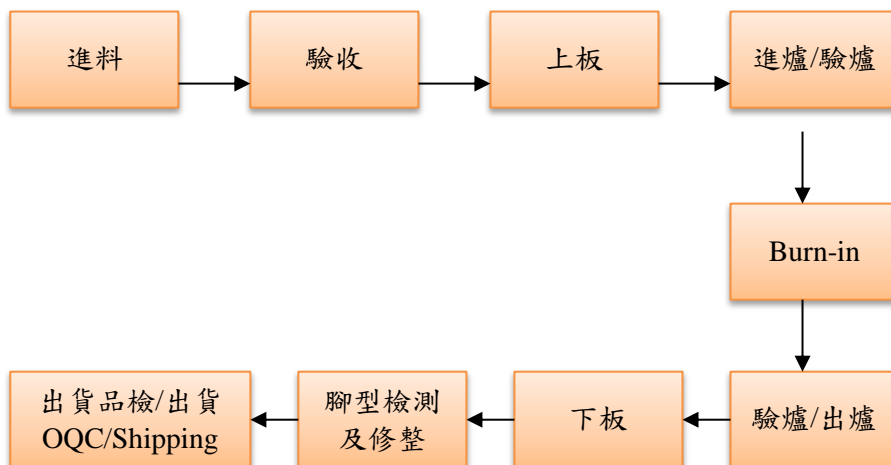 進料
驗收
上板
進爐/驗爐
Burn-in
驗爐/出爐
下板
腳型檢測
及修整
出貨品檢/出貨
OQC/Shipping